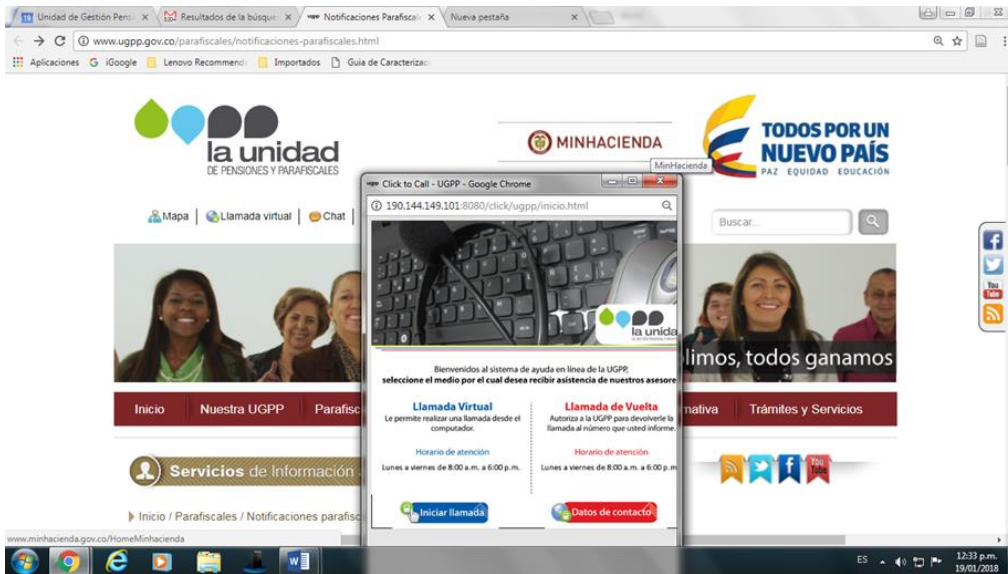 Unidad de Gestión Pensi
Resultados de la búsque
Notificaciones Parafiscal
Nueva pestaña
www.ugpp.gov.co/parafiscales/notificaciones-parafiscales.html
Aplicaciones
iGoogle
Lenovo Recommend
Importados
Guia de Caracterizac
la unidad
DE PENSIONES Y PARAFISCALES
MINHACIENDA
TODOS POR UN
NUEVO PAÍS
PAZ EQUIDAD EDUCACIÓN
MinHacienda
Mapa
Llamada virtual
Chat
Buscar...
Click to Call - UGPP - Google Chrome
190.144.149.101:8080/click/ugpp/inicio.html
la unida
Bienvenidos al sistema de ayuda en línea de la UGPP,
seleccione el medio por el cual desea recibir asistencia de nuestros asesore
Llamada Virtual
Le permite realizar una llamada desde el
computador.
Horario de atención
Lunes a viernes de 8:00 a.m. a 6:00 p.m.
Iniciar llamada
Llamada de Vuelta
Autoriza a la UGPP para devolverle la
llamada al número que usted informe.
Horario de atención
Lunes a viernes de 8:00 a.m. a 6:00 p.m
Datos de contacto
limos, todos ganamos
Inicio
Nuestra UGPP
Parafisc
mativa
Trámites y Servicios
Servicios de Información
You Tube
You Tube
Inicio / Parafiscales / Notificaciones parafisc
www.minhacienda.gov.co/HomeMinhacienda
ES
12:33 p.m.
19/01/2018